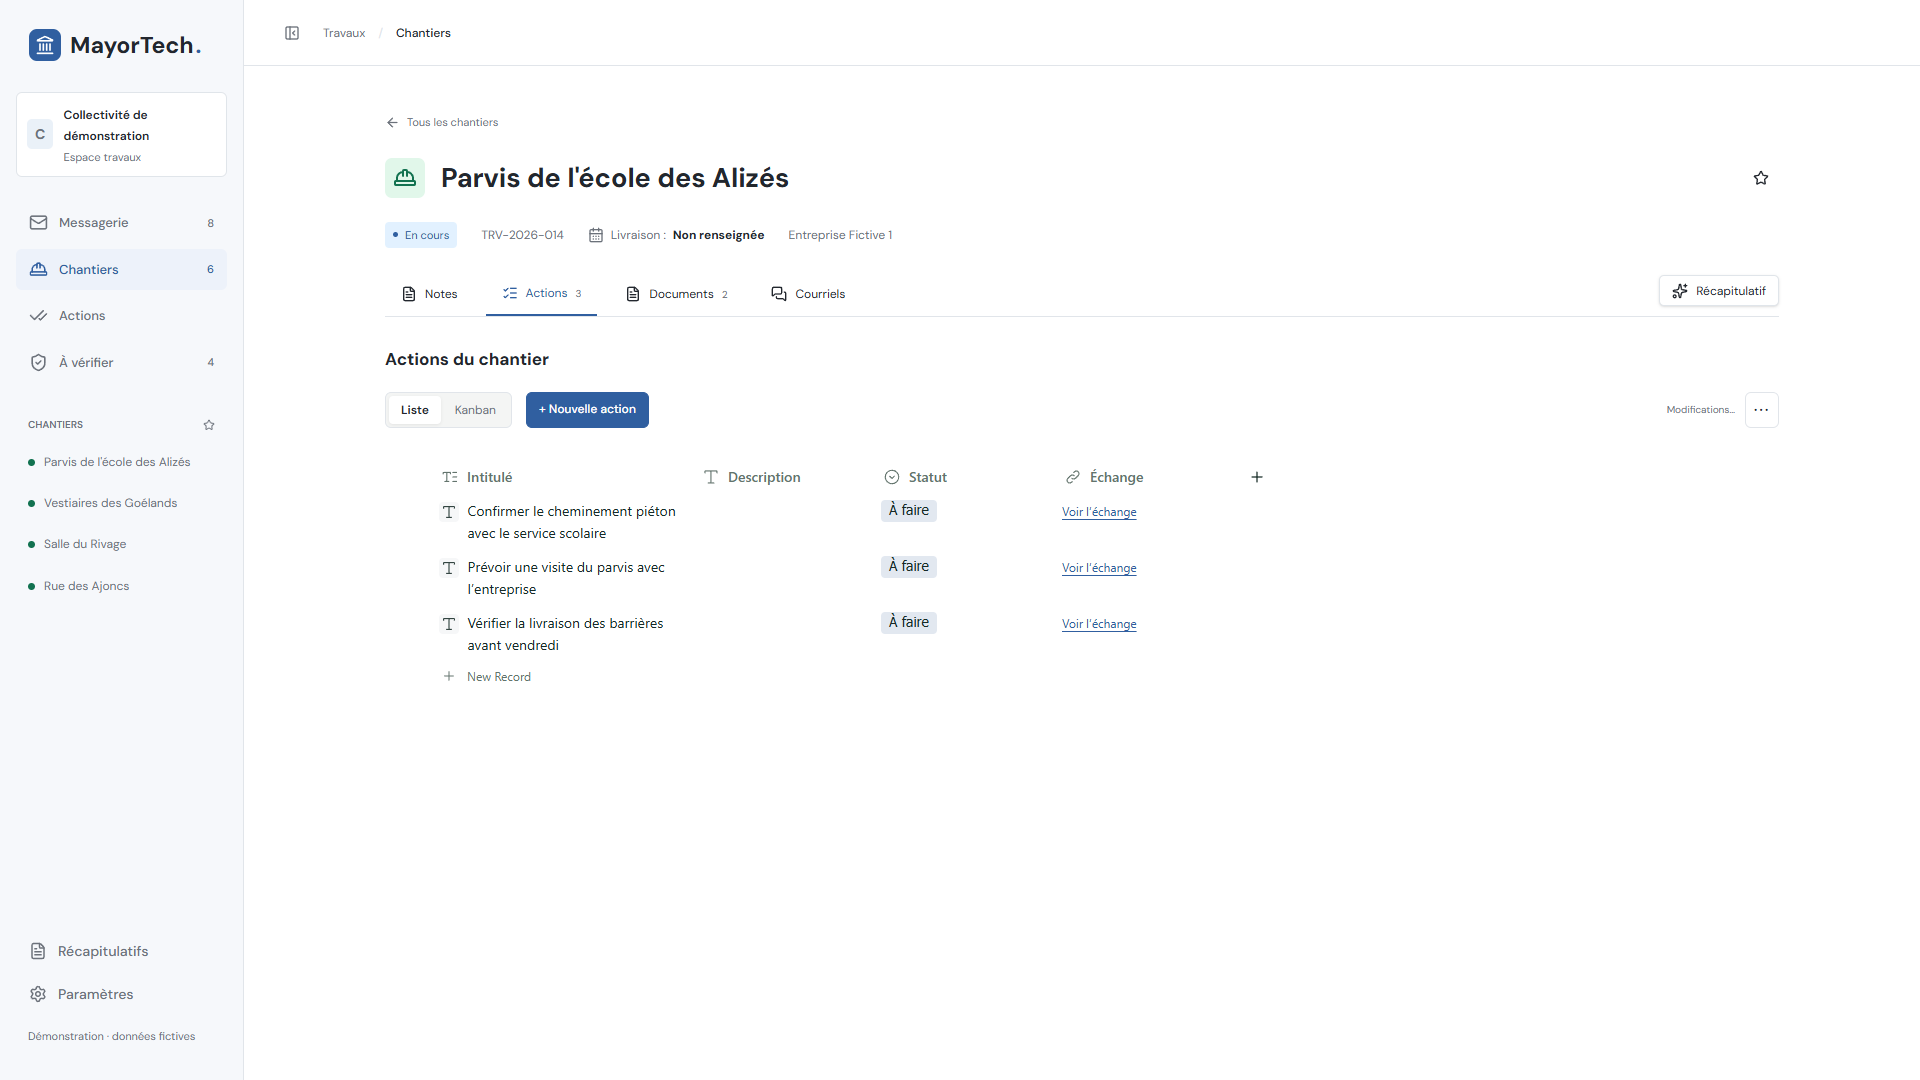 MayorTech.
Collectivité de
démonstration
Espace travaux
C
Messagerie 8
Chantiers 6
Actions
À vérifier 4
CHANTIERS
Parvis de l'école des Alizés
Vestiaires des Goélands
Salle du Rivage
Rue des Ajoncs
Récapitulatifs
Paramètres
Démonstration · données fictives
Travaux / Chantiers
Tous les chantiers
Parvis de l'école des Alizés
En cours TRV-2026-014 Livraison : Non renseignée Entreprise Fictive 1
Notes Actions 3 Documents 2 Courriels Récapitulatif
Actions du chantier
Liste Kanban + Nouvelle action Modifications…
Intitulé Description Statut Échange
Confirmer le cheminement piéton
avec le service scolaire
À faire Voir l'échange
Prévoir une visite du parvis avec
l'entreprise
À faire Voir l'échange
Vérifier la livraison des barrières
avant vendredi
À faire Voir l'échange
New Record